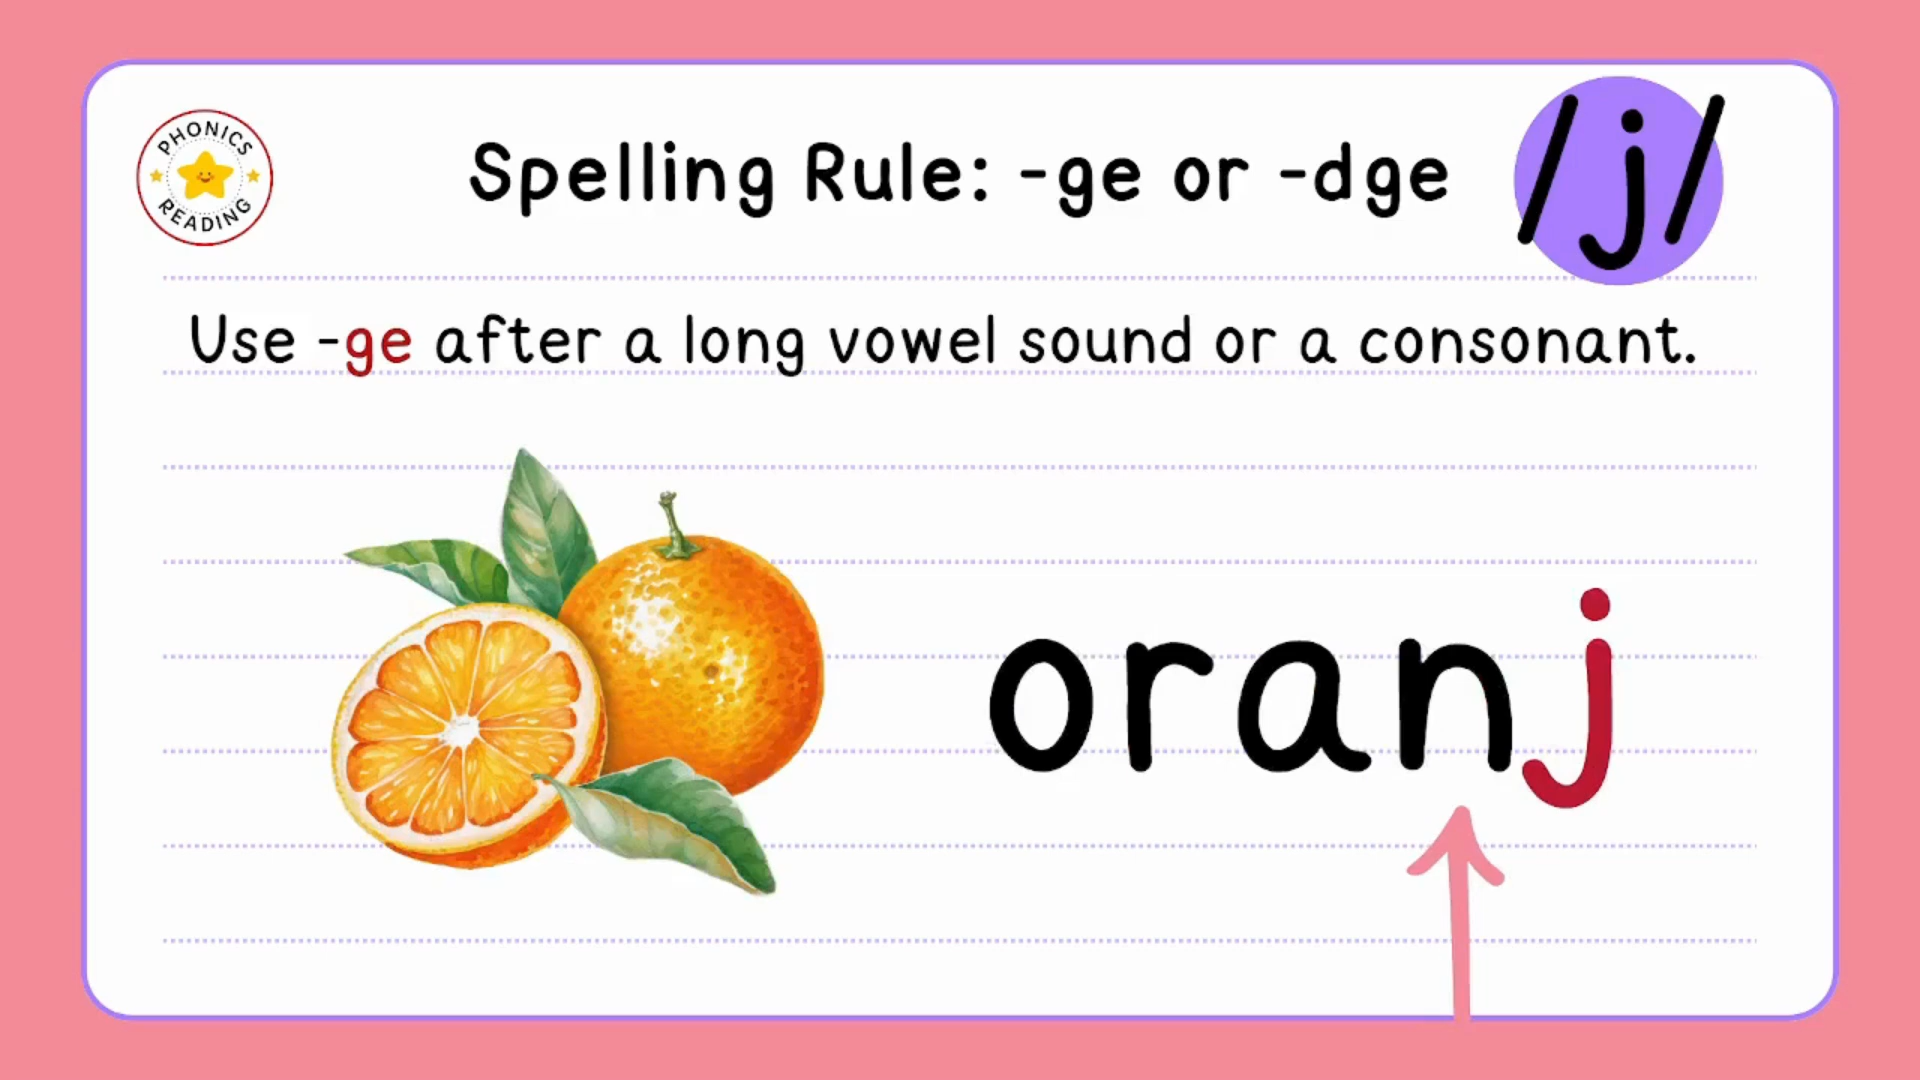 PHONICS
READING
Spelling Rule: -ge or -dge
/j/
Use -ge after a long vowel sound or a consonant.
oranj